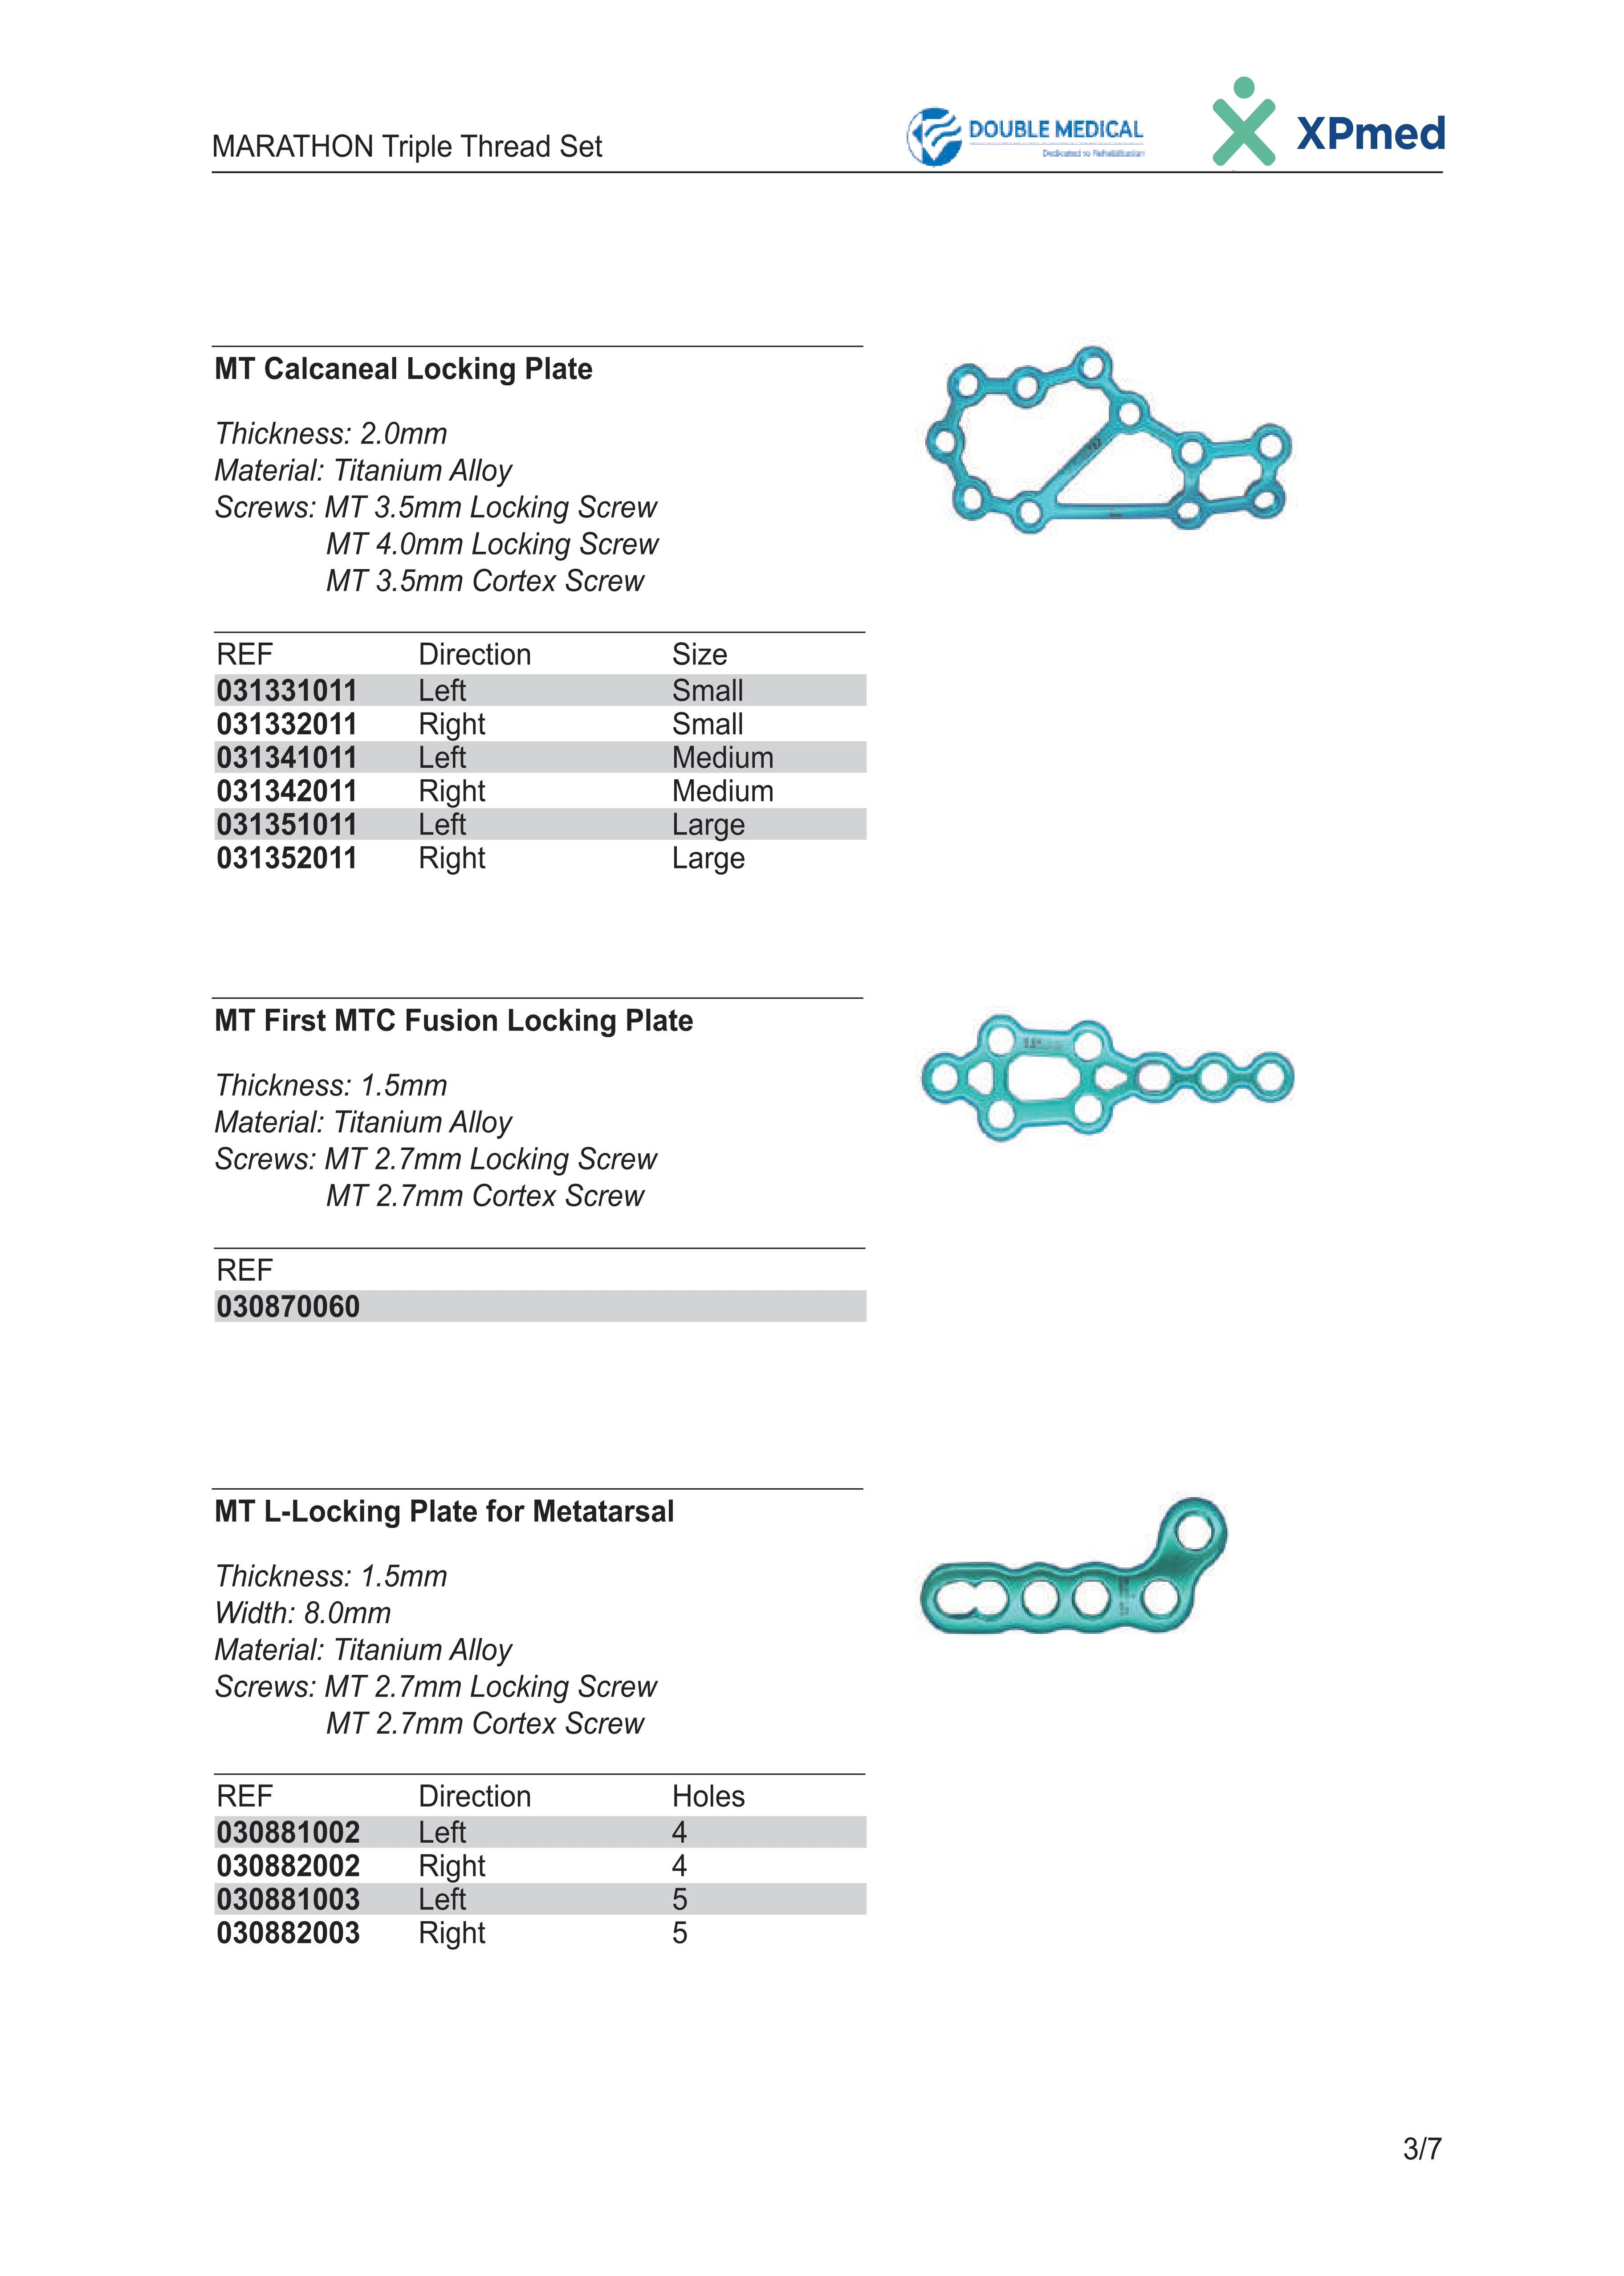 MARATHON Triple Thread Set
DOUBLE MEDICAL
Dedicated to Rehabilitation
XPmed
MT Calcaneal Locking Plate
Thickness: 2.0mm
Material: Titanium Alloy
Screws: MT 3.5mm Locking Screw
MT 4.0mm Locking Screw
MT 3.5mm Cortex Screw
REF Direction Size
031331011 Left Small
031332011 Right Small
031341011 Left Medium
031342011 Right Medium
031351011 Left Large
031352011 Right Large
MT First MTC Fusion Locking Plate
Thickness: 1.5mm
Material: Titanium Alloy
Screws: MT 2.7mm Locking Screw
MT 2.7mm Cortex Screw
REF
030870060
MT L-Locking Plate for Metatarsal
Thickness: 1.5mm
Width: 8.0mm
Material: Titanium Alloy
Screws: MT 2.7mm Locking Screw
MT 2.7mm Cortex Screw
REF Direction Holes
030881002 Left 4
030882002 Right 4
030881003 Left 5
030882003 Right 5
3/7